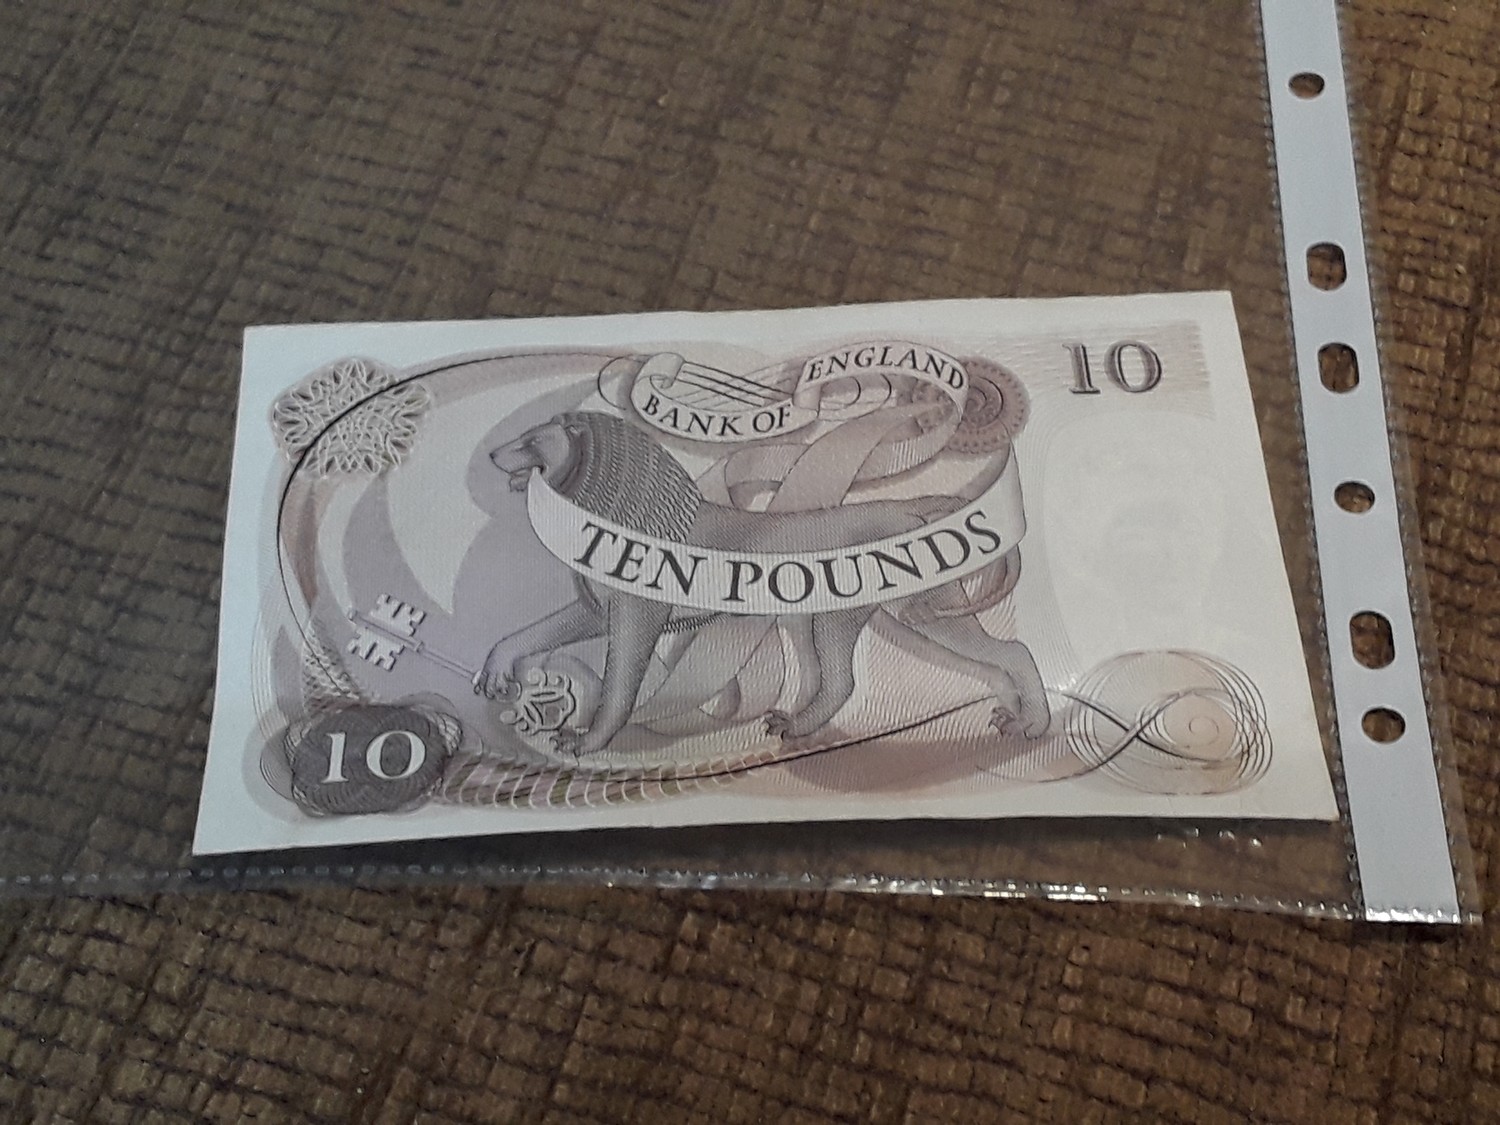 BANK OF ENGLAND
10
TEN POUNDS
10